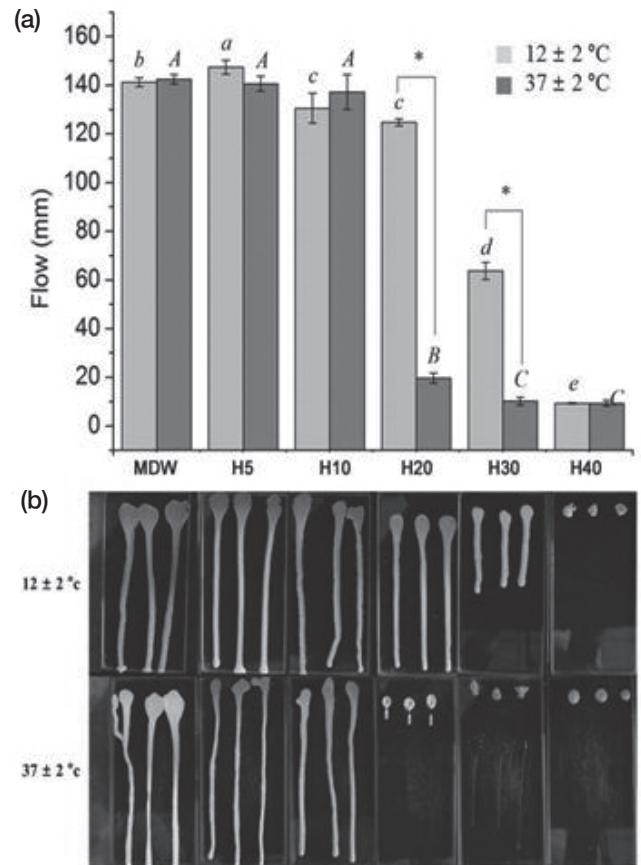 (a)
160
140
120
100
80
60
40
20
0
Flow (mm)
12 ± 2 °C
37 ± 2 °C
b A a A c A c * B d * C e C
MDW H5 H10 H20 H30 H40
(b)
12 ± 2 °c
37 ± 2 °c